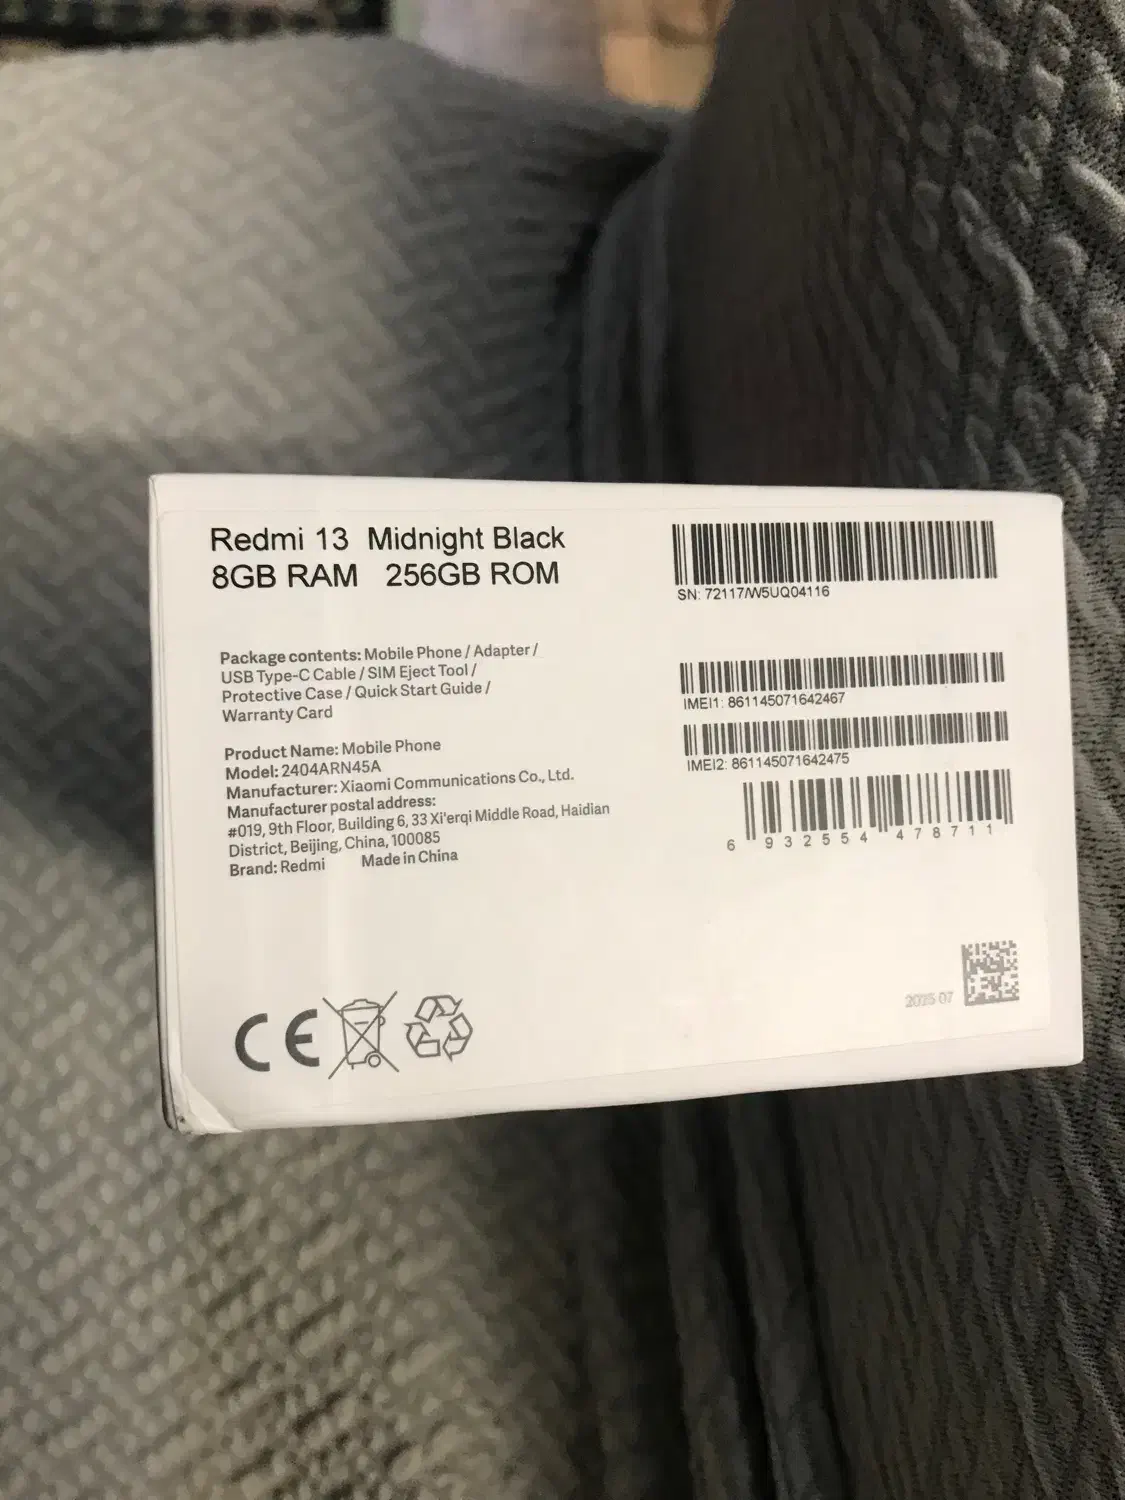 Redmi 13 Midnight Black
8GB RAM 256GB ROM
Package contents: Mobile Phone / Adapter /
USB Type-C Cable / SIM Eject Tool /
Protective Case / Quick Start Guide /
Warranty Card
Product Name: Mobile Phone
Model: 2404ARN45A
Manufacturer: Xiaomi Communications Co., Ltd.
Manufacturer postal address:
#019, 9th Floor, Building 6, 33 Xi'erqi Middle Road, Haidian
District, Beijing, China, 100085
Brand: Redmi Made in China
CE
SN: 72117/W5UQ04116
IMEI1: 861145071642467
IMEI2: 861145071642475
6 932554 478711
2025 07